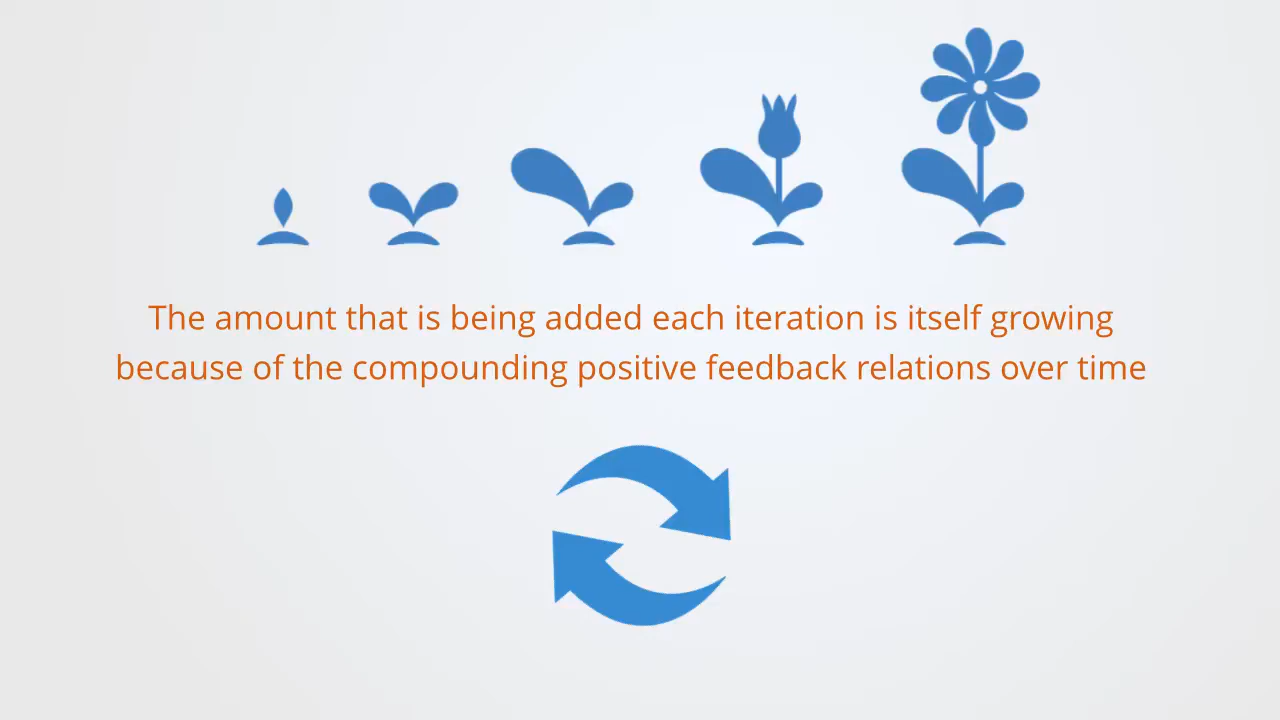 The amount that is being added each iteration is itself growing
because of the compounding positive feedback relations over time